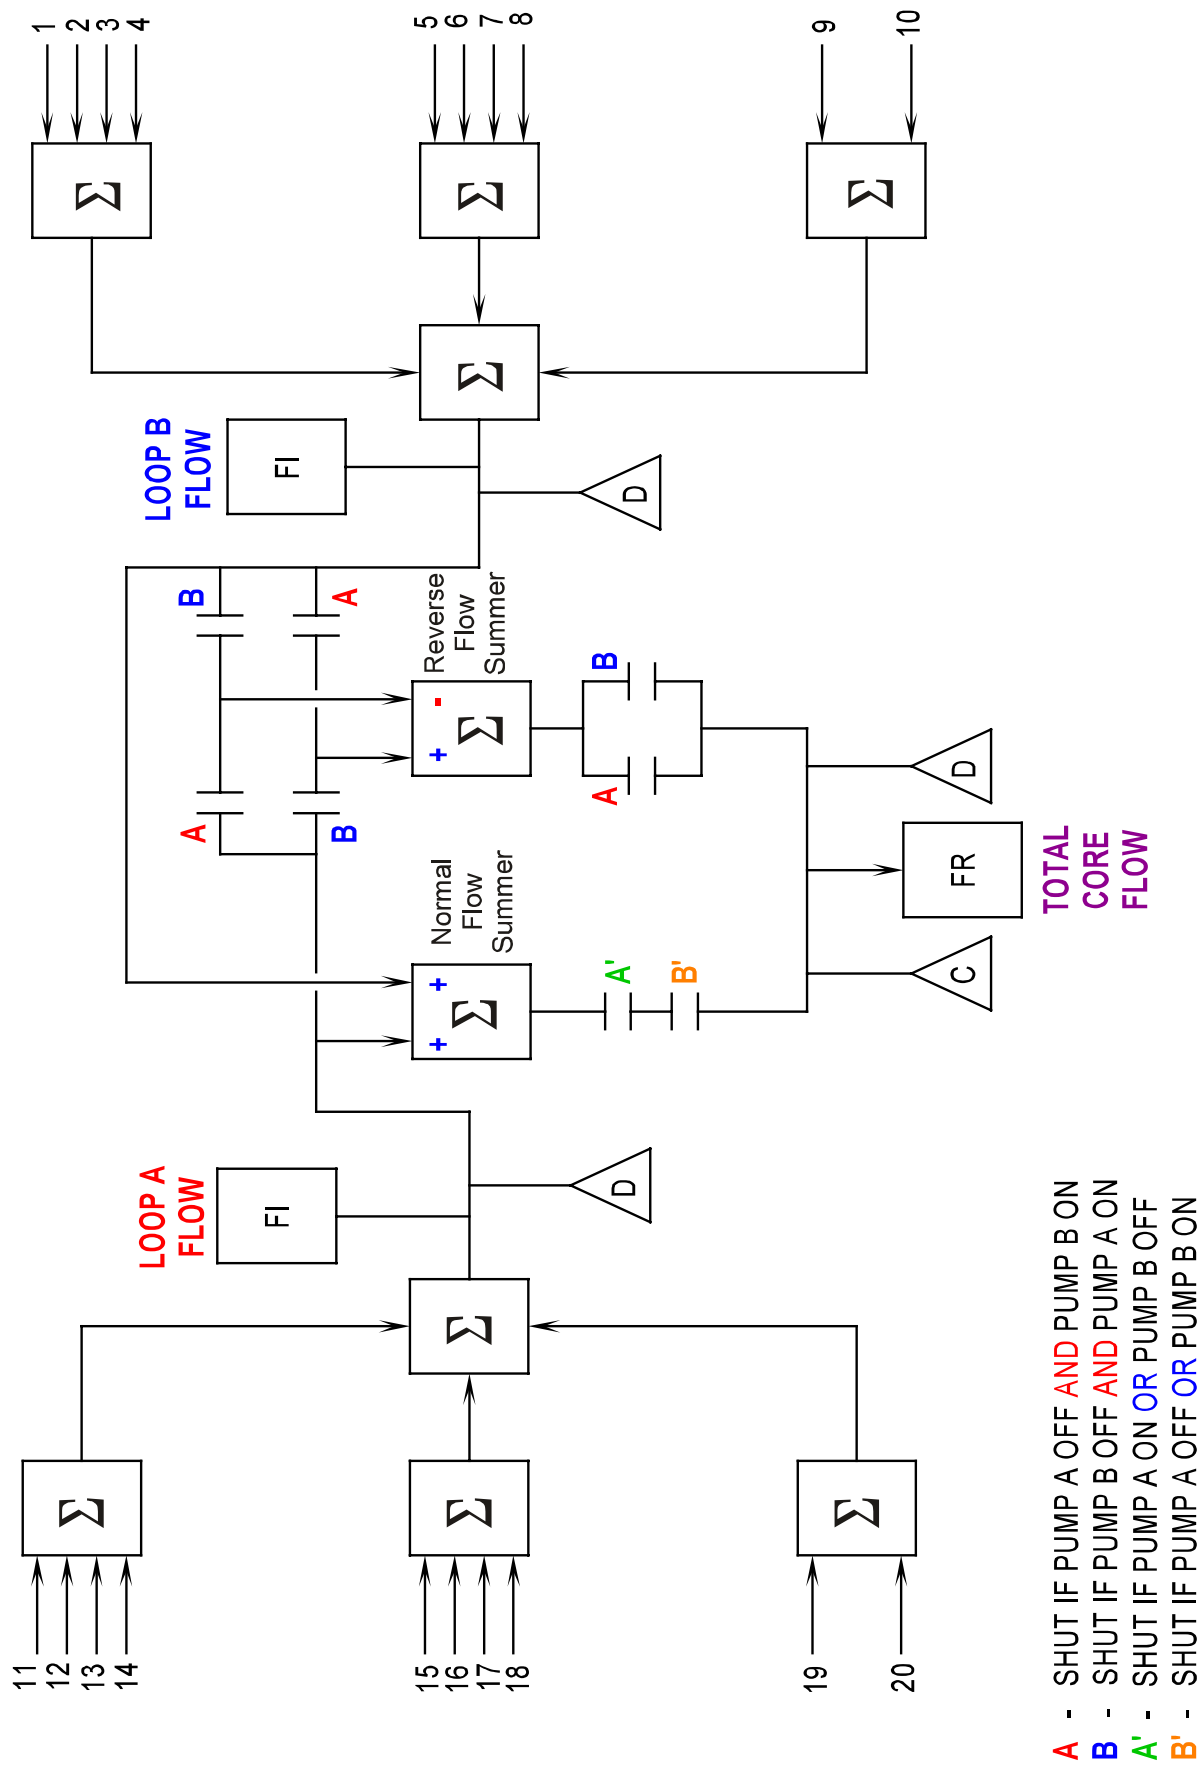 11
12
13
14
LOOP A
FLOW
LOOP B
FLOW
1
2
3
4
Σ
FI
A
B
FI
Σ
B
A
15
16
17
18
Σ
Σ
+
+
Σ
Normal
Flow
Summer
+
-
Σ
Reverse
Flow
Summer
Σ
Σ
5
6
7
8
D
A'
B'
A
B
D
19
20
Σ
C
FR
D
Σ
9
10
TOTAL
CORE
FLOW
A - SHUT IF PUMP A OFF AND PUMP B ON
B - SHUT IF PUMP B OFF AND PUMP A ON
A' - SHUT IF PUMP A ON OR PUMP B OFF
B' - SHUT IF PUMP A OFF OR PUMP B ON